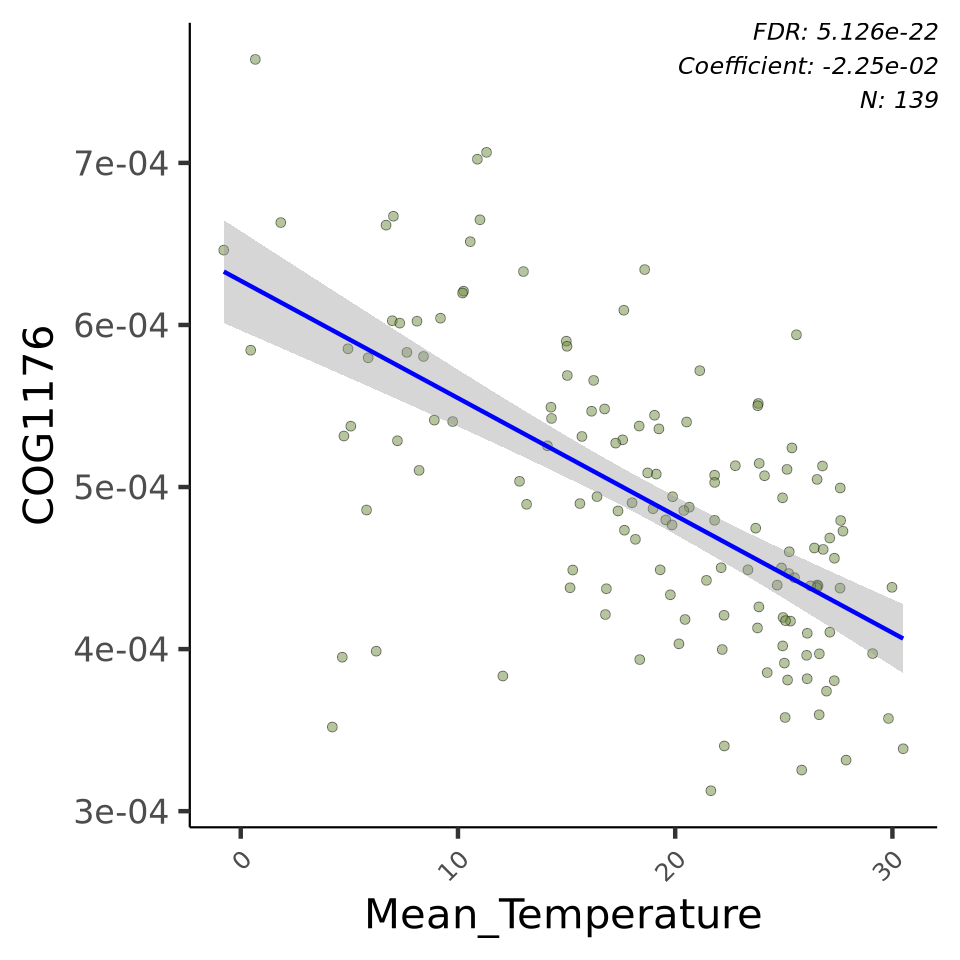 FDR: 5.126e-22
Coefficient: -2.25e-02
N: 139
7e-04
6e-04
5e-04
4e-04
3e-04
COG1176
0
10
20
30
Mean_Temperature